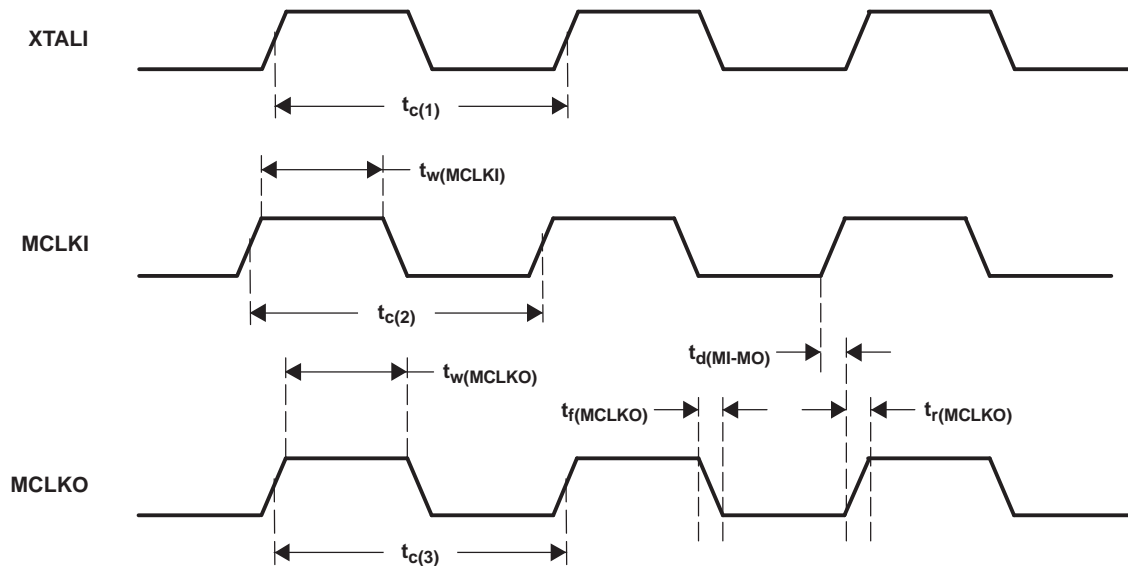 XTALI
tc(1)
tw(MCLKI)
MCLKI
tc(2)
td(MI-MO)
tw(MCLKO)
tf(MCLKO)
tr(MCLKO)
MCLKO
tc(3)